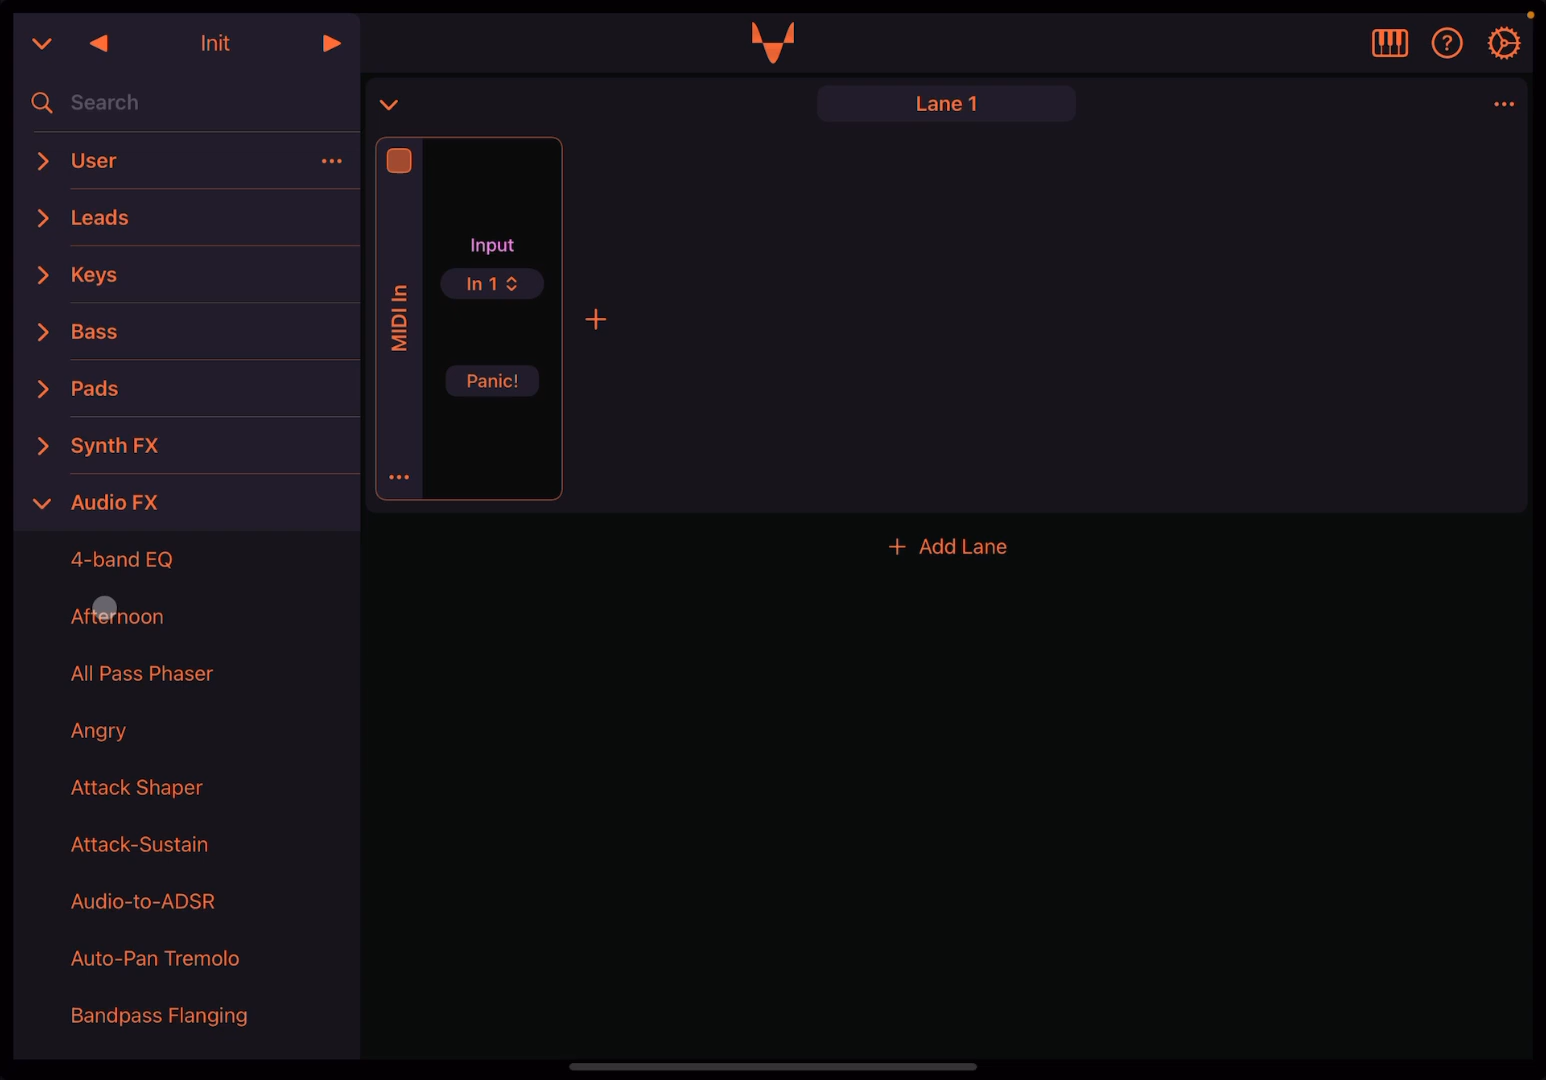 Init
Search
User
Leads
Keys
Bass
Pads
Synth FX
Audio FX
4-band EQ
Afternoon
All Pass Phaser
Angry
Attack Shaper
Attack-Sustain
Audio-to-ADSR
Auto-Pan Tremolo
Bandpass Flanging
?
Lane 1
MIDI In
Input
In 1
Panic!
+ Add Lane